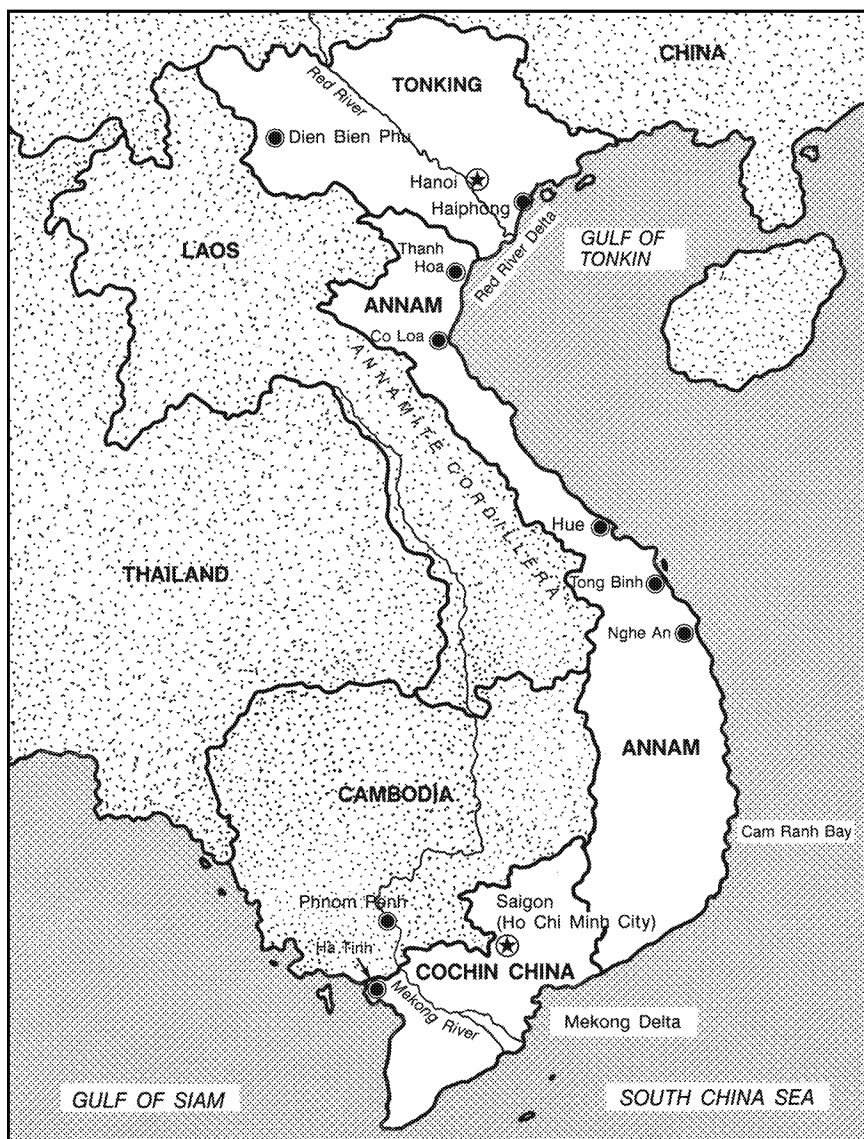 CHINA
TONKING
Red River
Dien Bien Phu
Hanoi
Haiphong
Red River Delta
GULF OF
TONKIN
LAOS
Thanh
Hoa
ANNAM
Co Loa
ANNAMITE CORDILLERA
Hue
THAILAND
Tong Binh
Nghe An
ANNAM
CAMBODIA
Cam Ranh Bay
Phnom Penh
Saigon
(Ho Chi Minh City)
Ha Tinh
COCHIN CHINA
Mekong River
Mekong Delta
GULF OF SIAM
SOUTH CHINA SEA